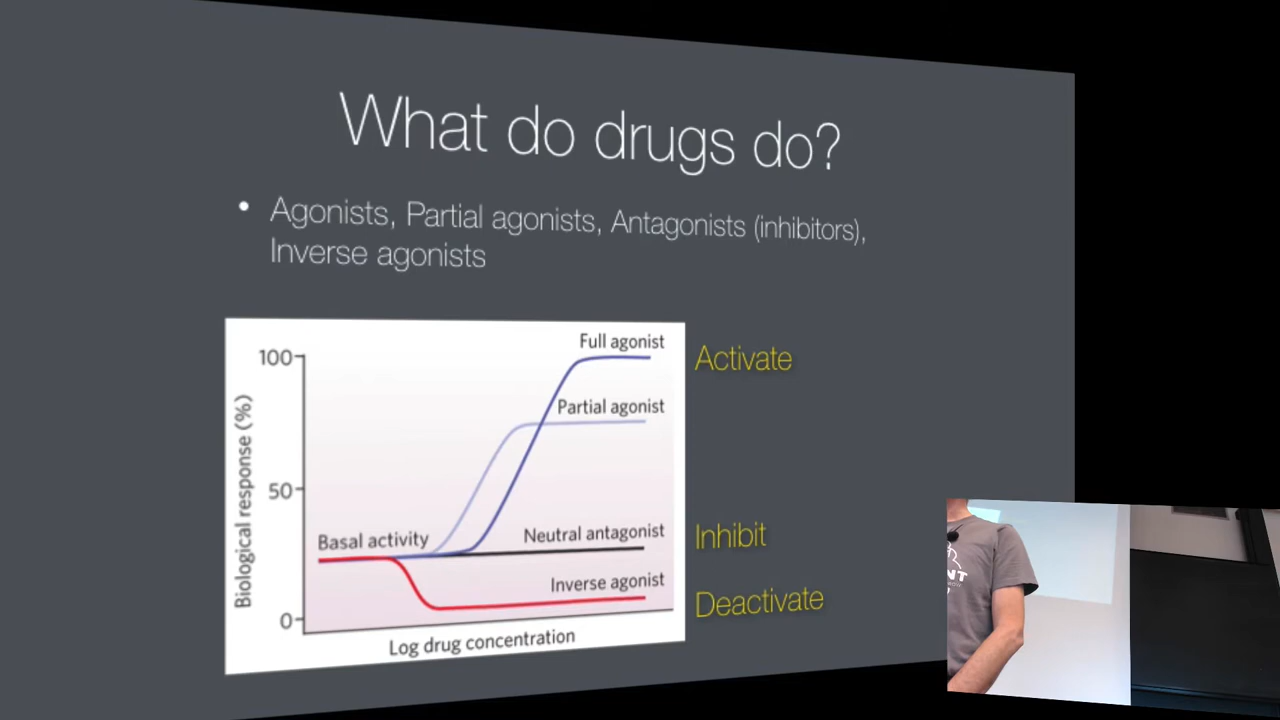 What do drugs do?
• Agonists, Partial agonists, Antagonists (inhibitors),
Inverse agonists
Full agonist
Activate
100
Partial agonist
Biological response (%)
50
Basal activity
Neutral antagonist
Inhibit
Inverse agonist
Deactivate
0
Log drug concentration